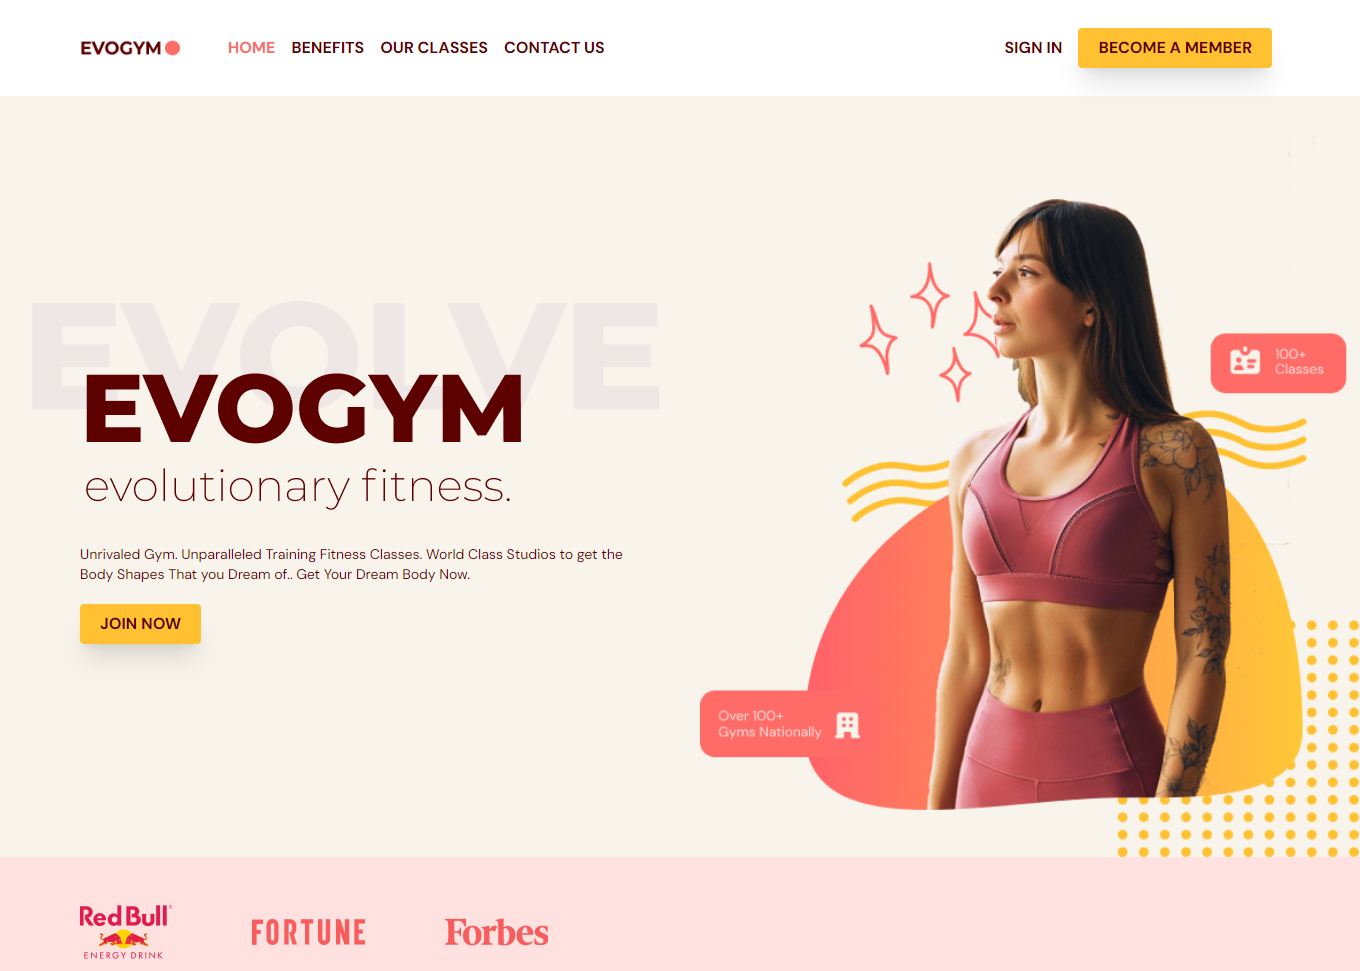 EVOGYM
HOME
BENEFITS
OUR CLASSES
CONTACT US
SIGN IN
BECOME A MEMBER
EVOLVE
EVOGYM
evolutionary fitness.
Unrivaled Gym. Unparalleled Training Fitness Classes. World Class Studios to get the
Body Shapes That you Dream of.. Get Your Dream Body Now.
JOIN NOW
100+
Classes
Over 100+
Gyms Nationally
Red Bull
ENERGY DRINK
FORTUNE
Forbes